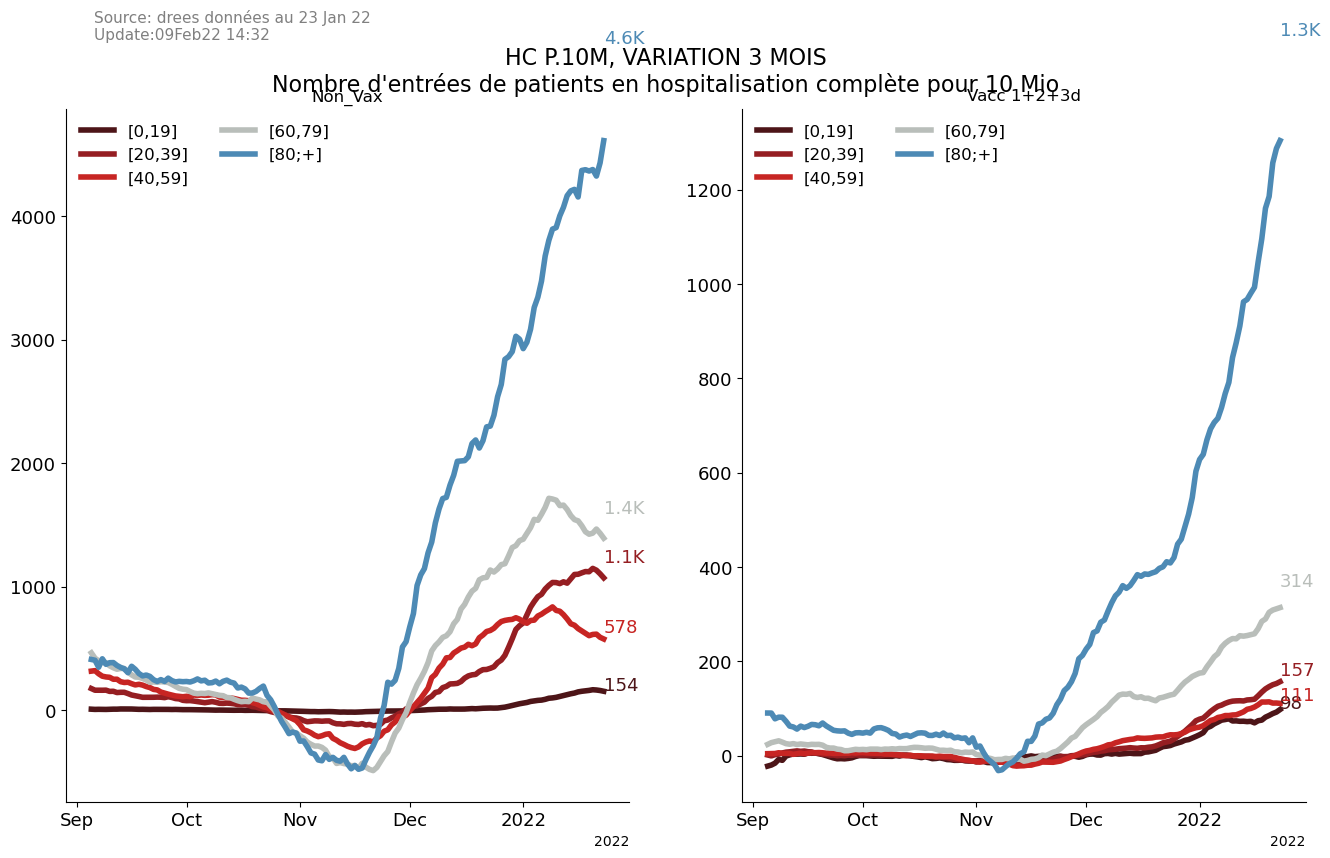 Source: drees données au 23 Jan 22
Update:09Feb22 14:32
HC P.10M, VARIATION 3 MOIS
Nombre d'entrées de patients en hospitalisation complète pour 10 Mio
Non_Vax
[0,19]
[20,39]
[40,59]
[60,79]
[80;+]
4000
3000
2000
1000
0
4.6K
1.4K
1.1K
578
154
Sep
Oct
Nov
Dec
2022
2022
Vacc 1+2+3d
[0,19]
[20,39]
[40,59]
[60,79]
[80;+]
1200
1000
800
600
400
200
0
1.3K
314
157
111
98
Sep
Oct
Nov
Dec
2022
2022